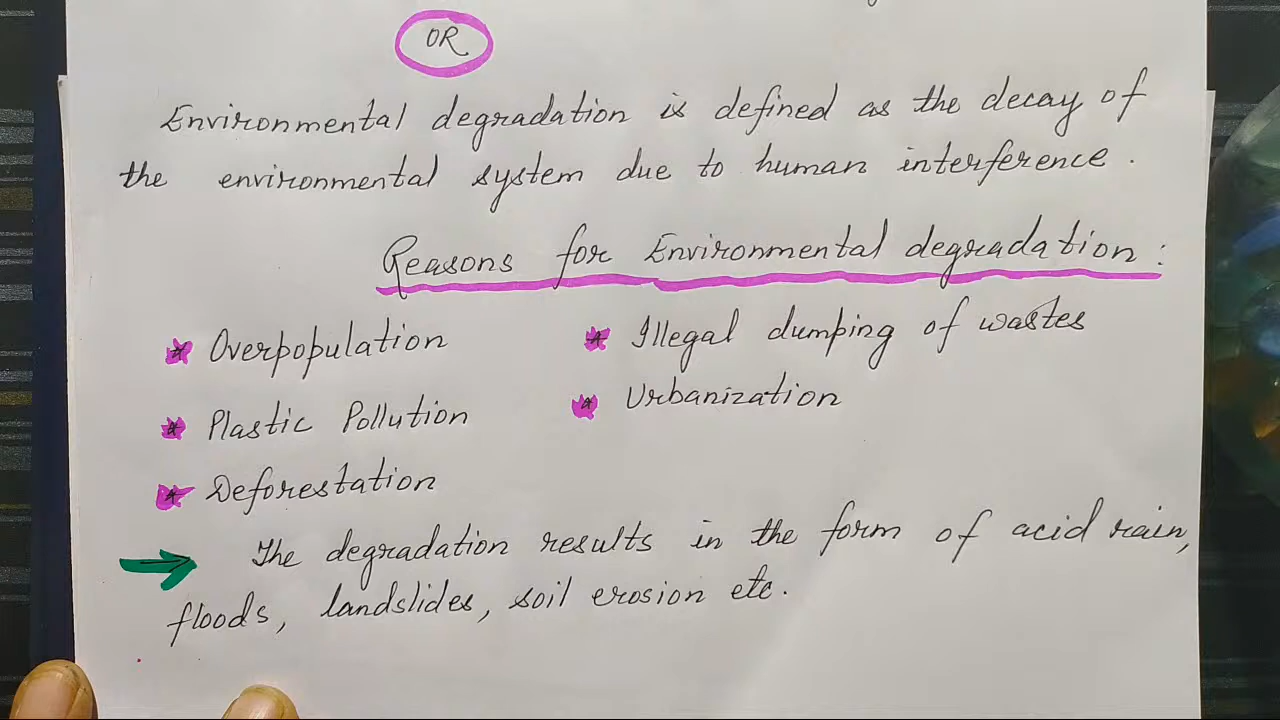 OR
Environmental degradation is defined as the decay of
the environmental system due to human interference.
Reasons for Environmental degradation:
* Overpopulation
* Illegal dumping of wastes
* Plastic Pollution
* Urbanization
* Deforestation
→ The degradation results in the form of acid rain,
floods, landslides, soil erosion etc.